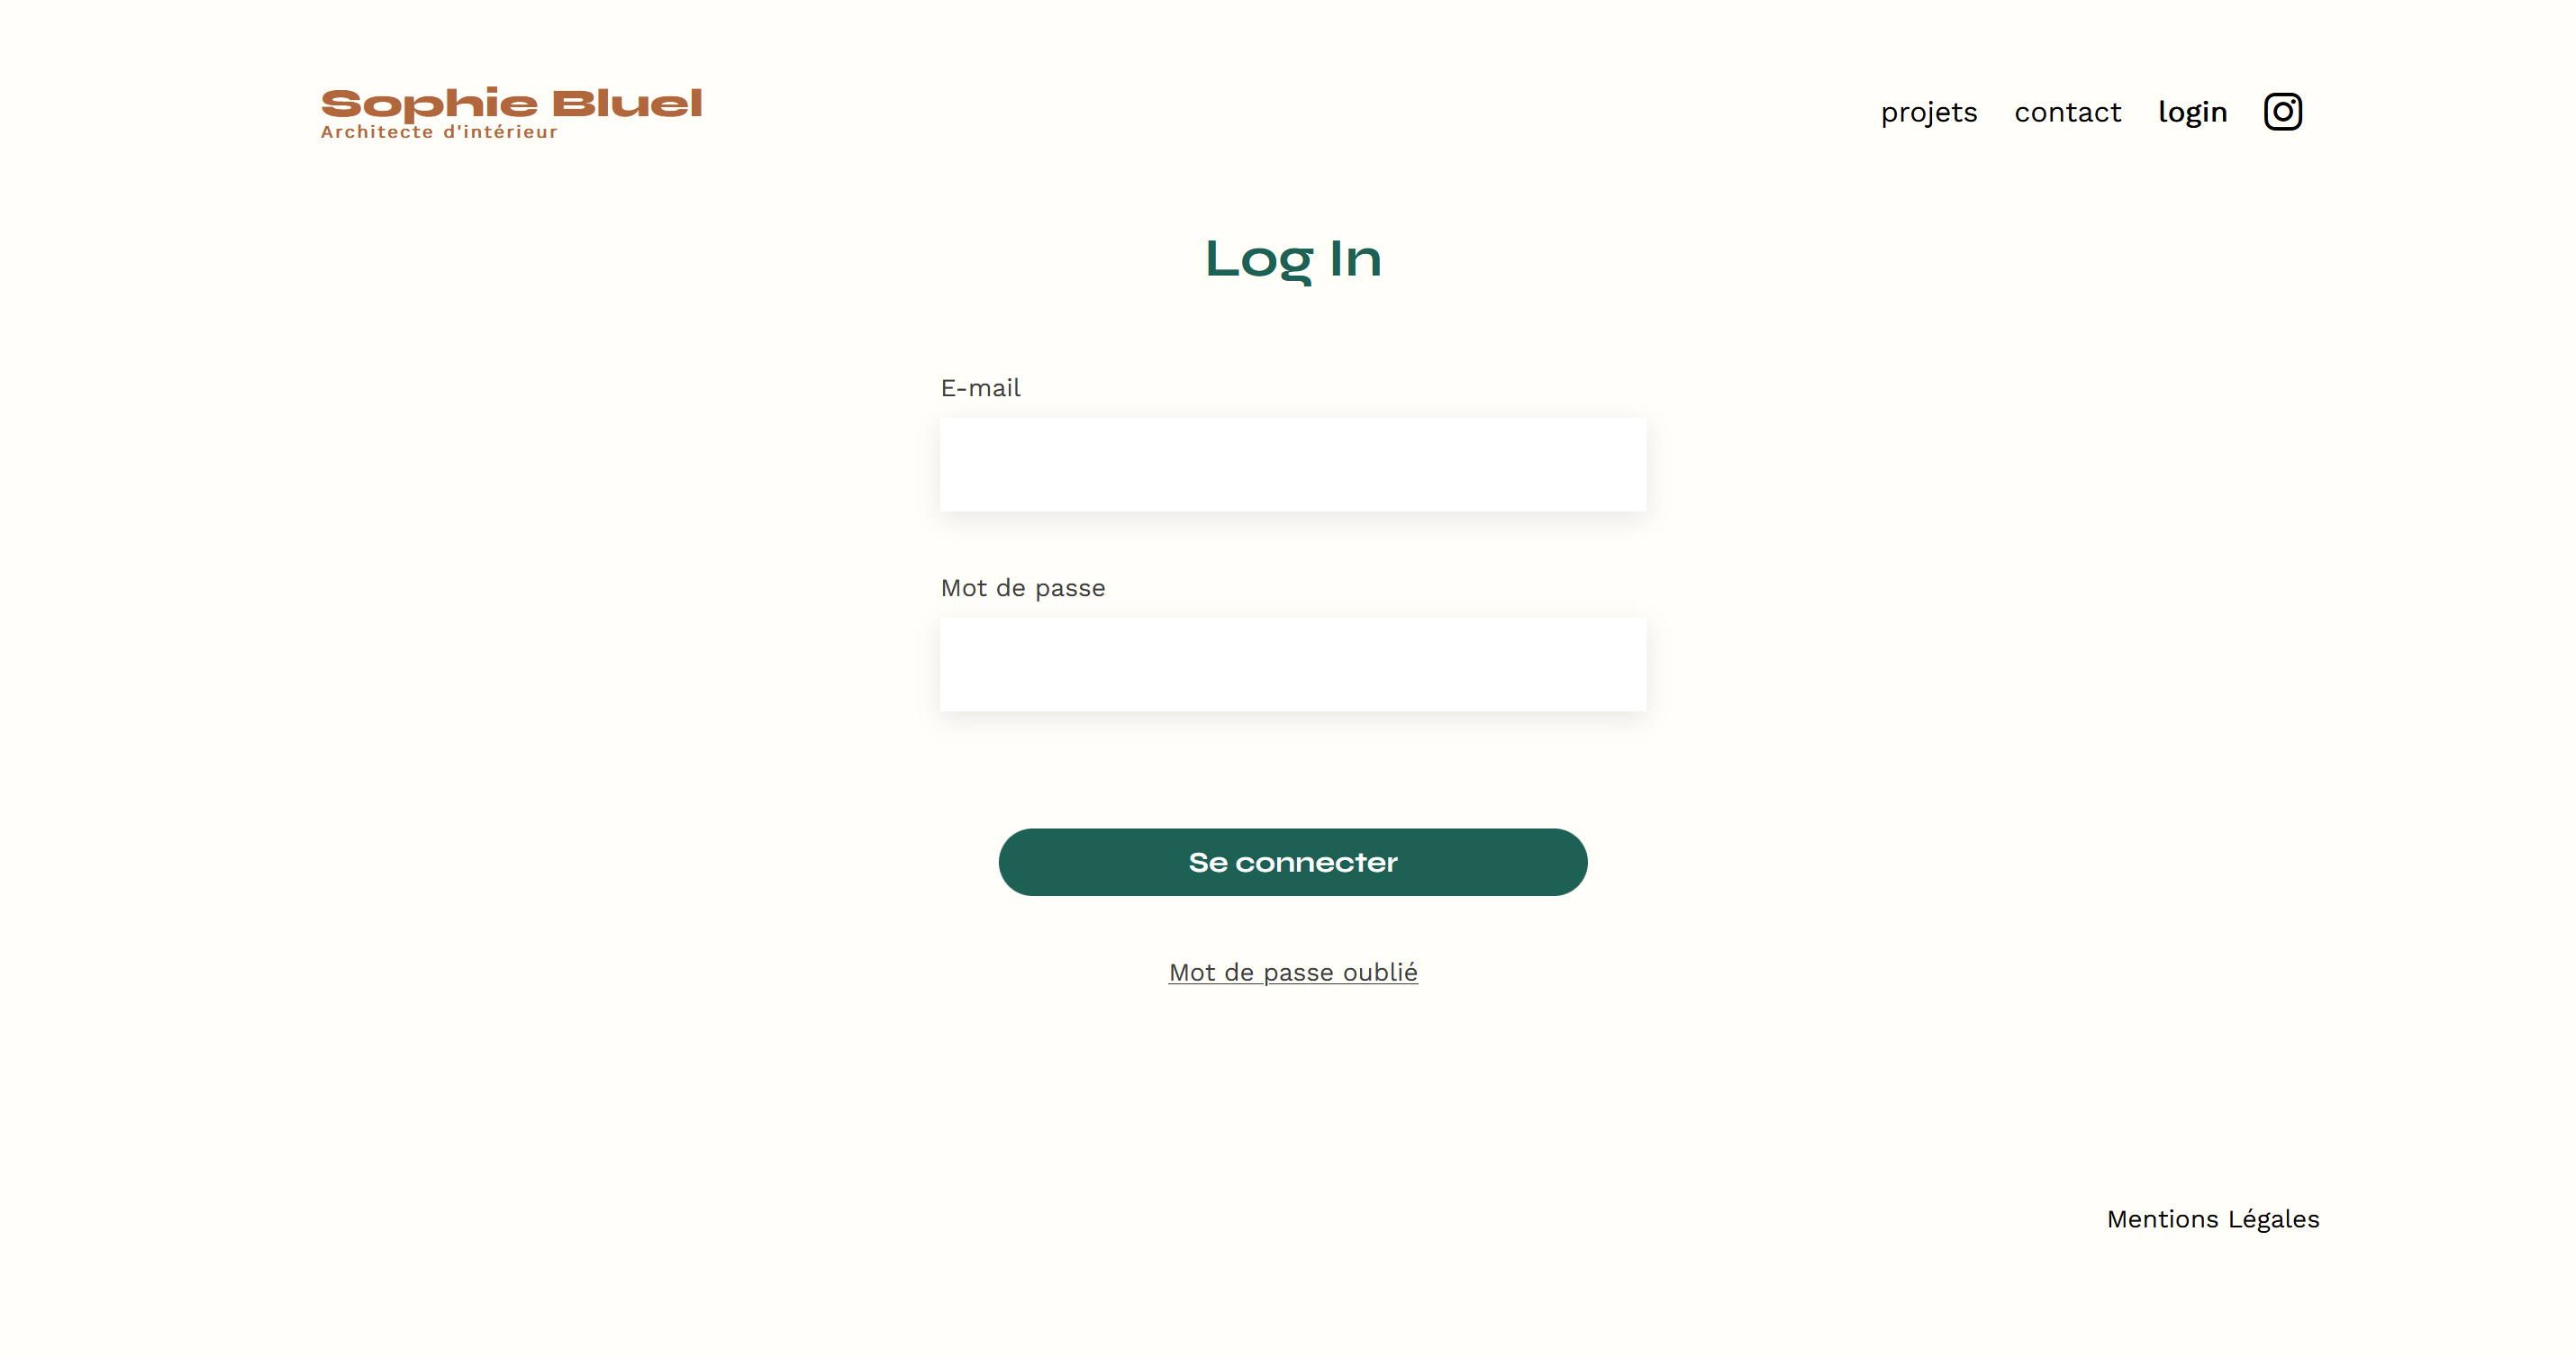 Sophie Bluel
Architecte d'intérieur
projets contact login
Log In
E-mail
Mot de passe
Se connecter
Mot de passe oublié
Mentions Légales